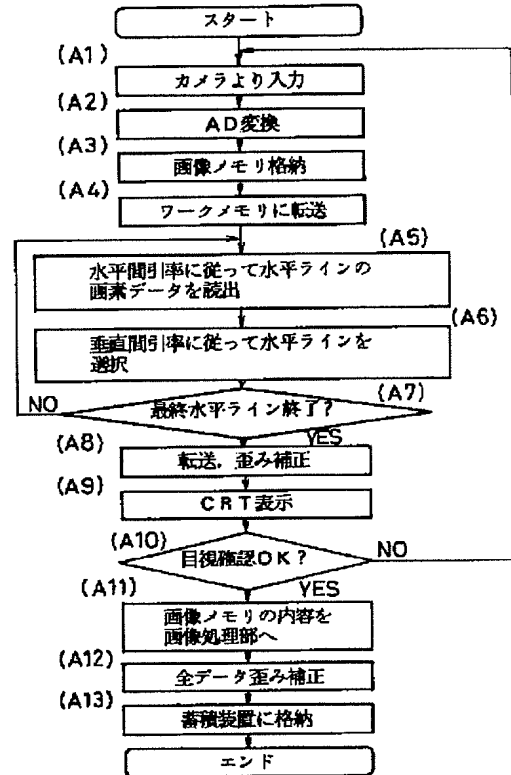 スタート
(A1)
カメラより入力
(A2)
AD変換
(A3)
画像メモリ格納
(A4)
ワークメモリに転送
(A5)
水平間引率に従って水平ラインの
画素データを読出
(A6)
垂直間引率に従って水平ラインを
選択
(A7)
最終水平ライン終了?
NO
YES
(A8)
転送，歪み補正
(A9)
CRT表示
(A10)
目視確認OK?
NO
YES
(A11)
画像メモリの内容を
画像処理部へ
(A12)
全データ歪み補正
(A13)
蓄積装置に格納
エンド